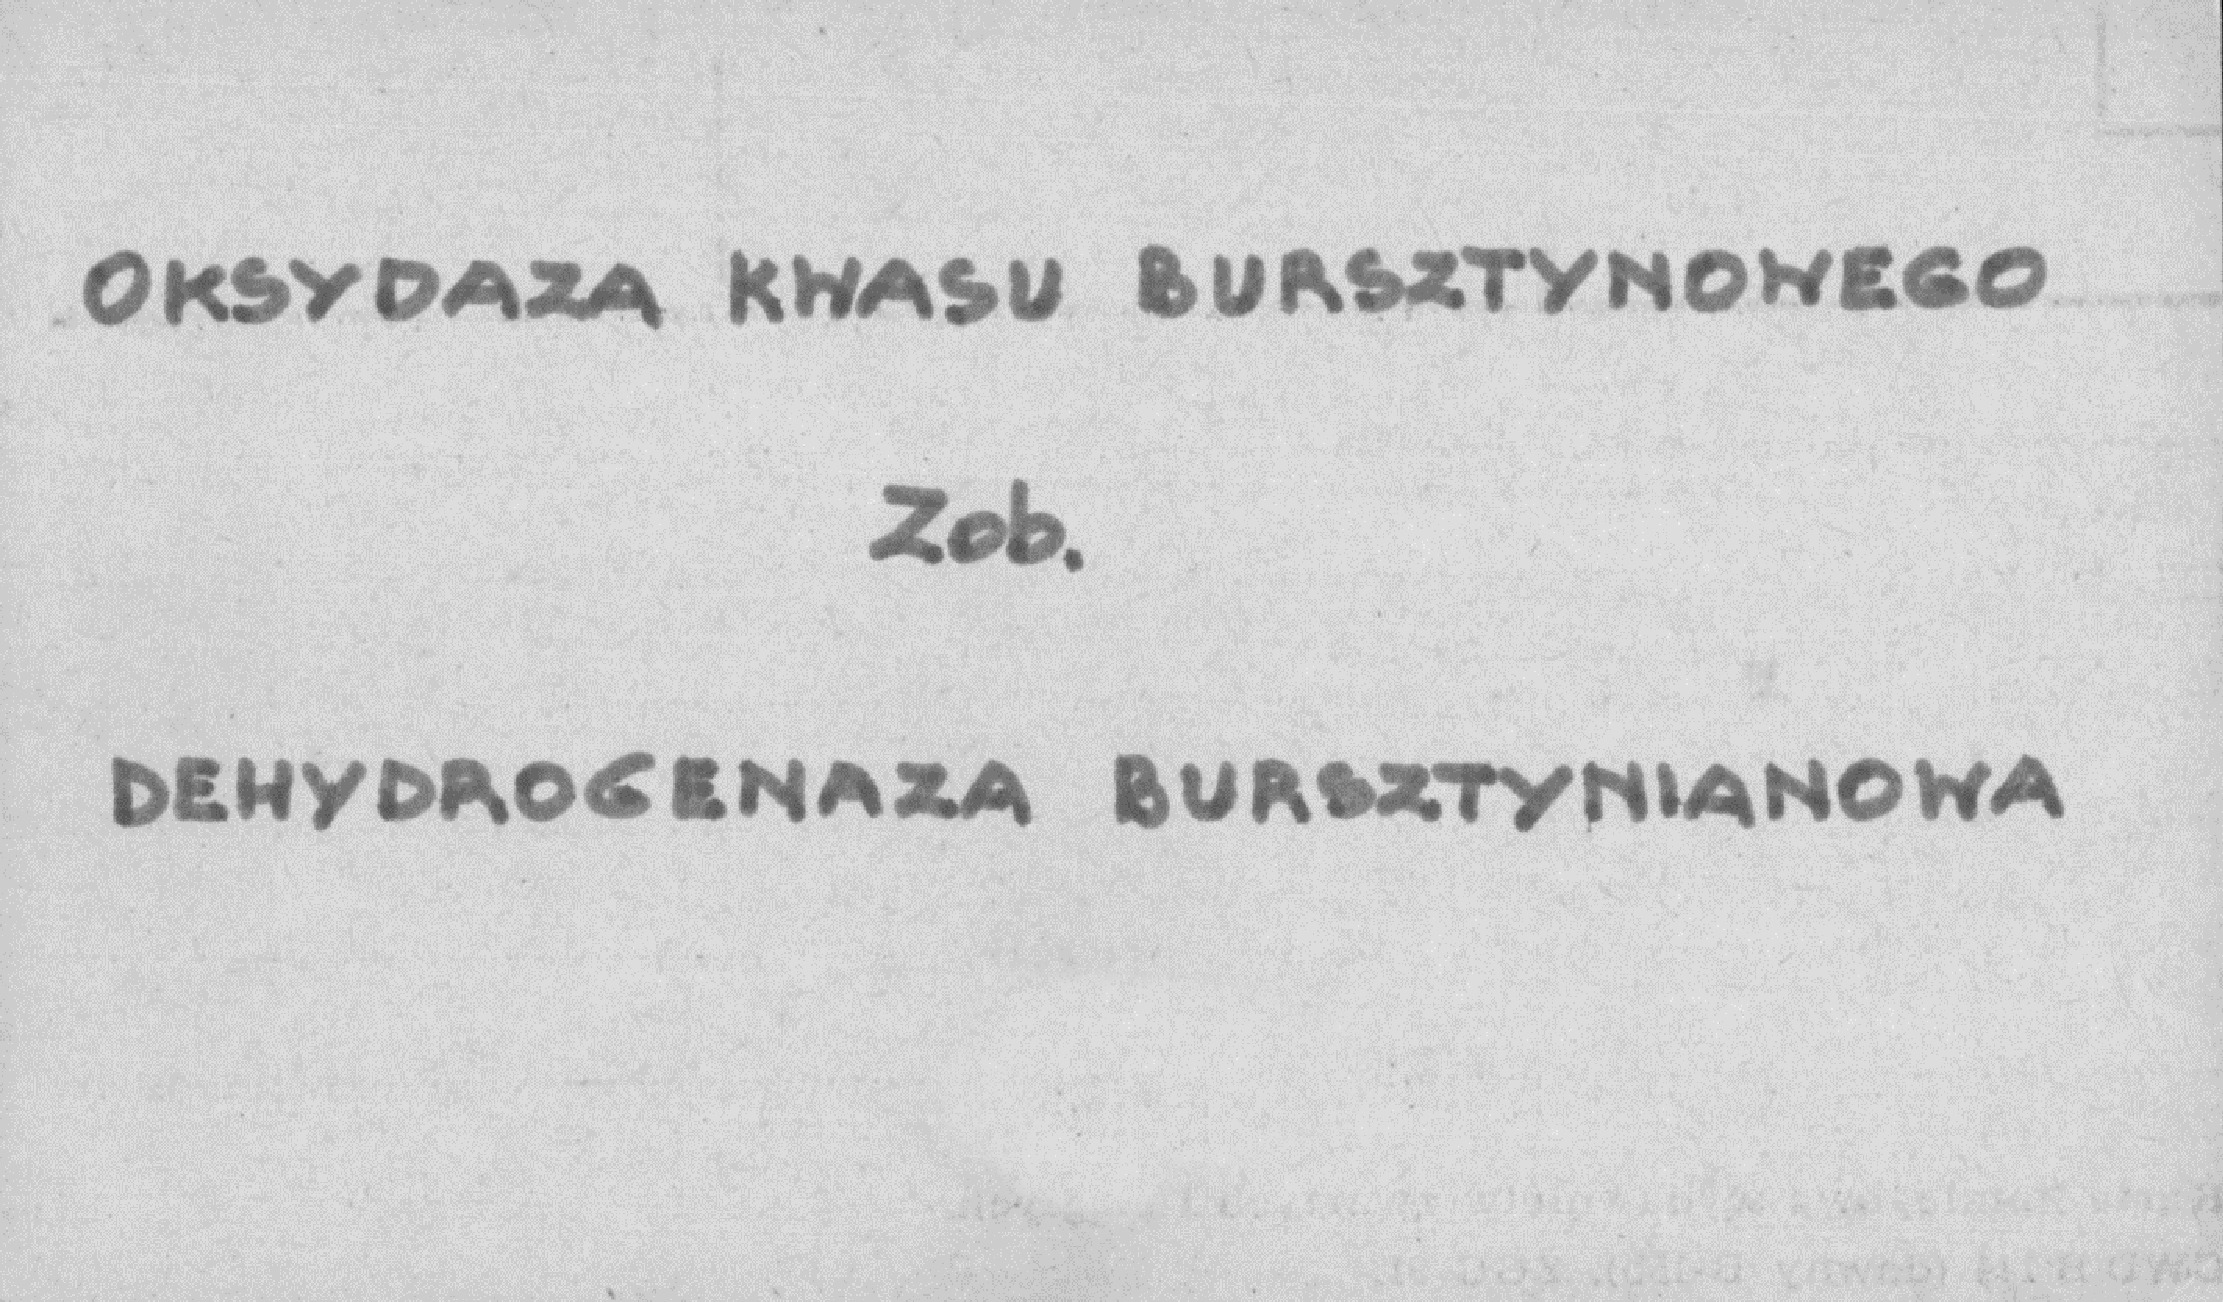 OKSYDAZA KWASU BURSZTYNOWEGO
Zob.
DEHYDROGENAZA BURSZTYNIANOWA